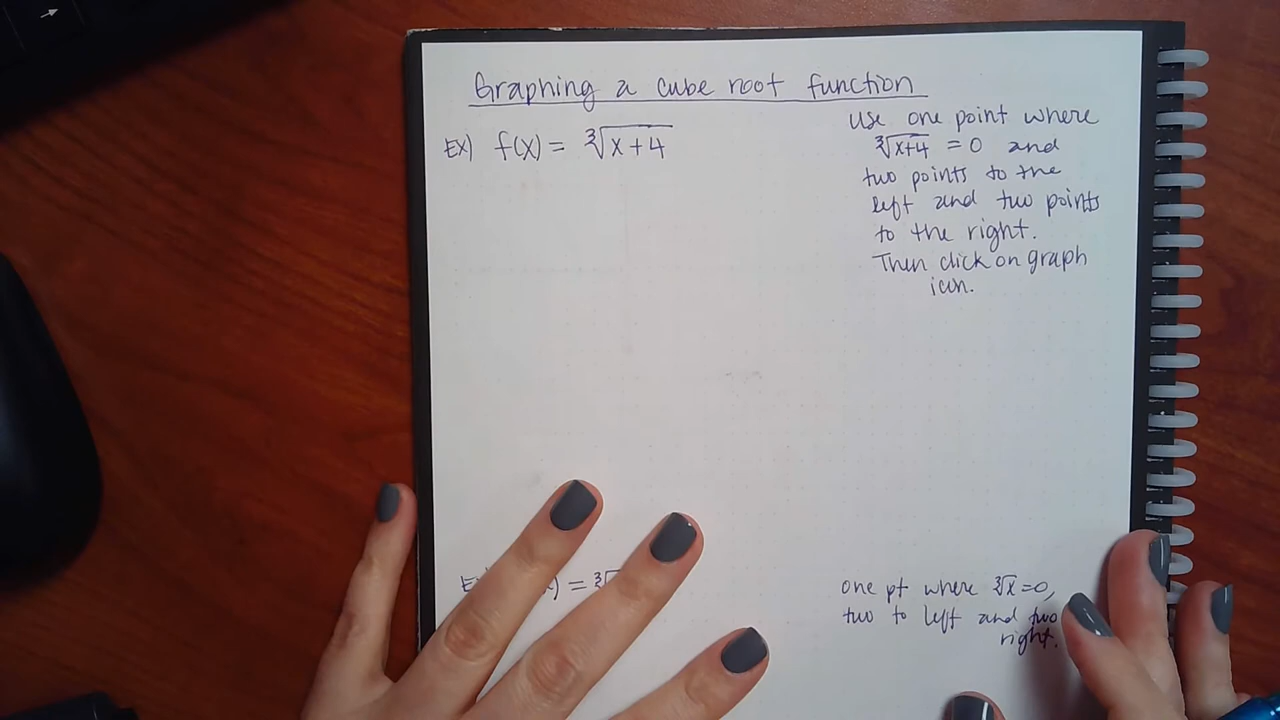 Graphing a cube root function
Ex) f(x) = ∛x+4
Use one point where
∛x+4 = 0 and
two points to the
left and two points
to the right.
Then click on graph
icon.
) = ∛
one pt where ∛x=0,
two to left and two
right.